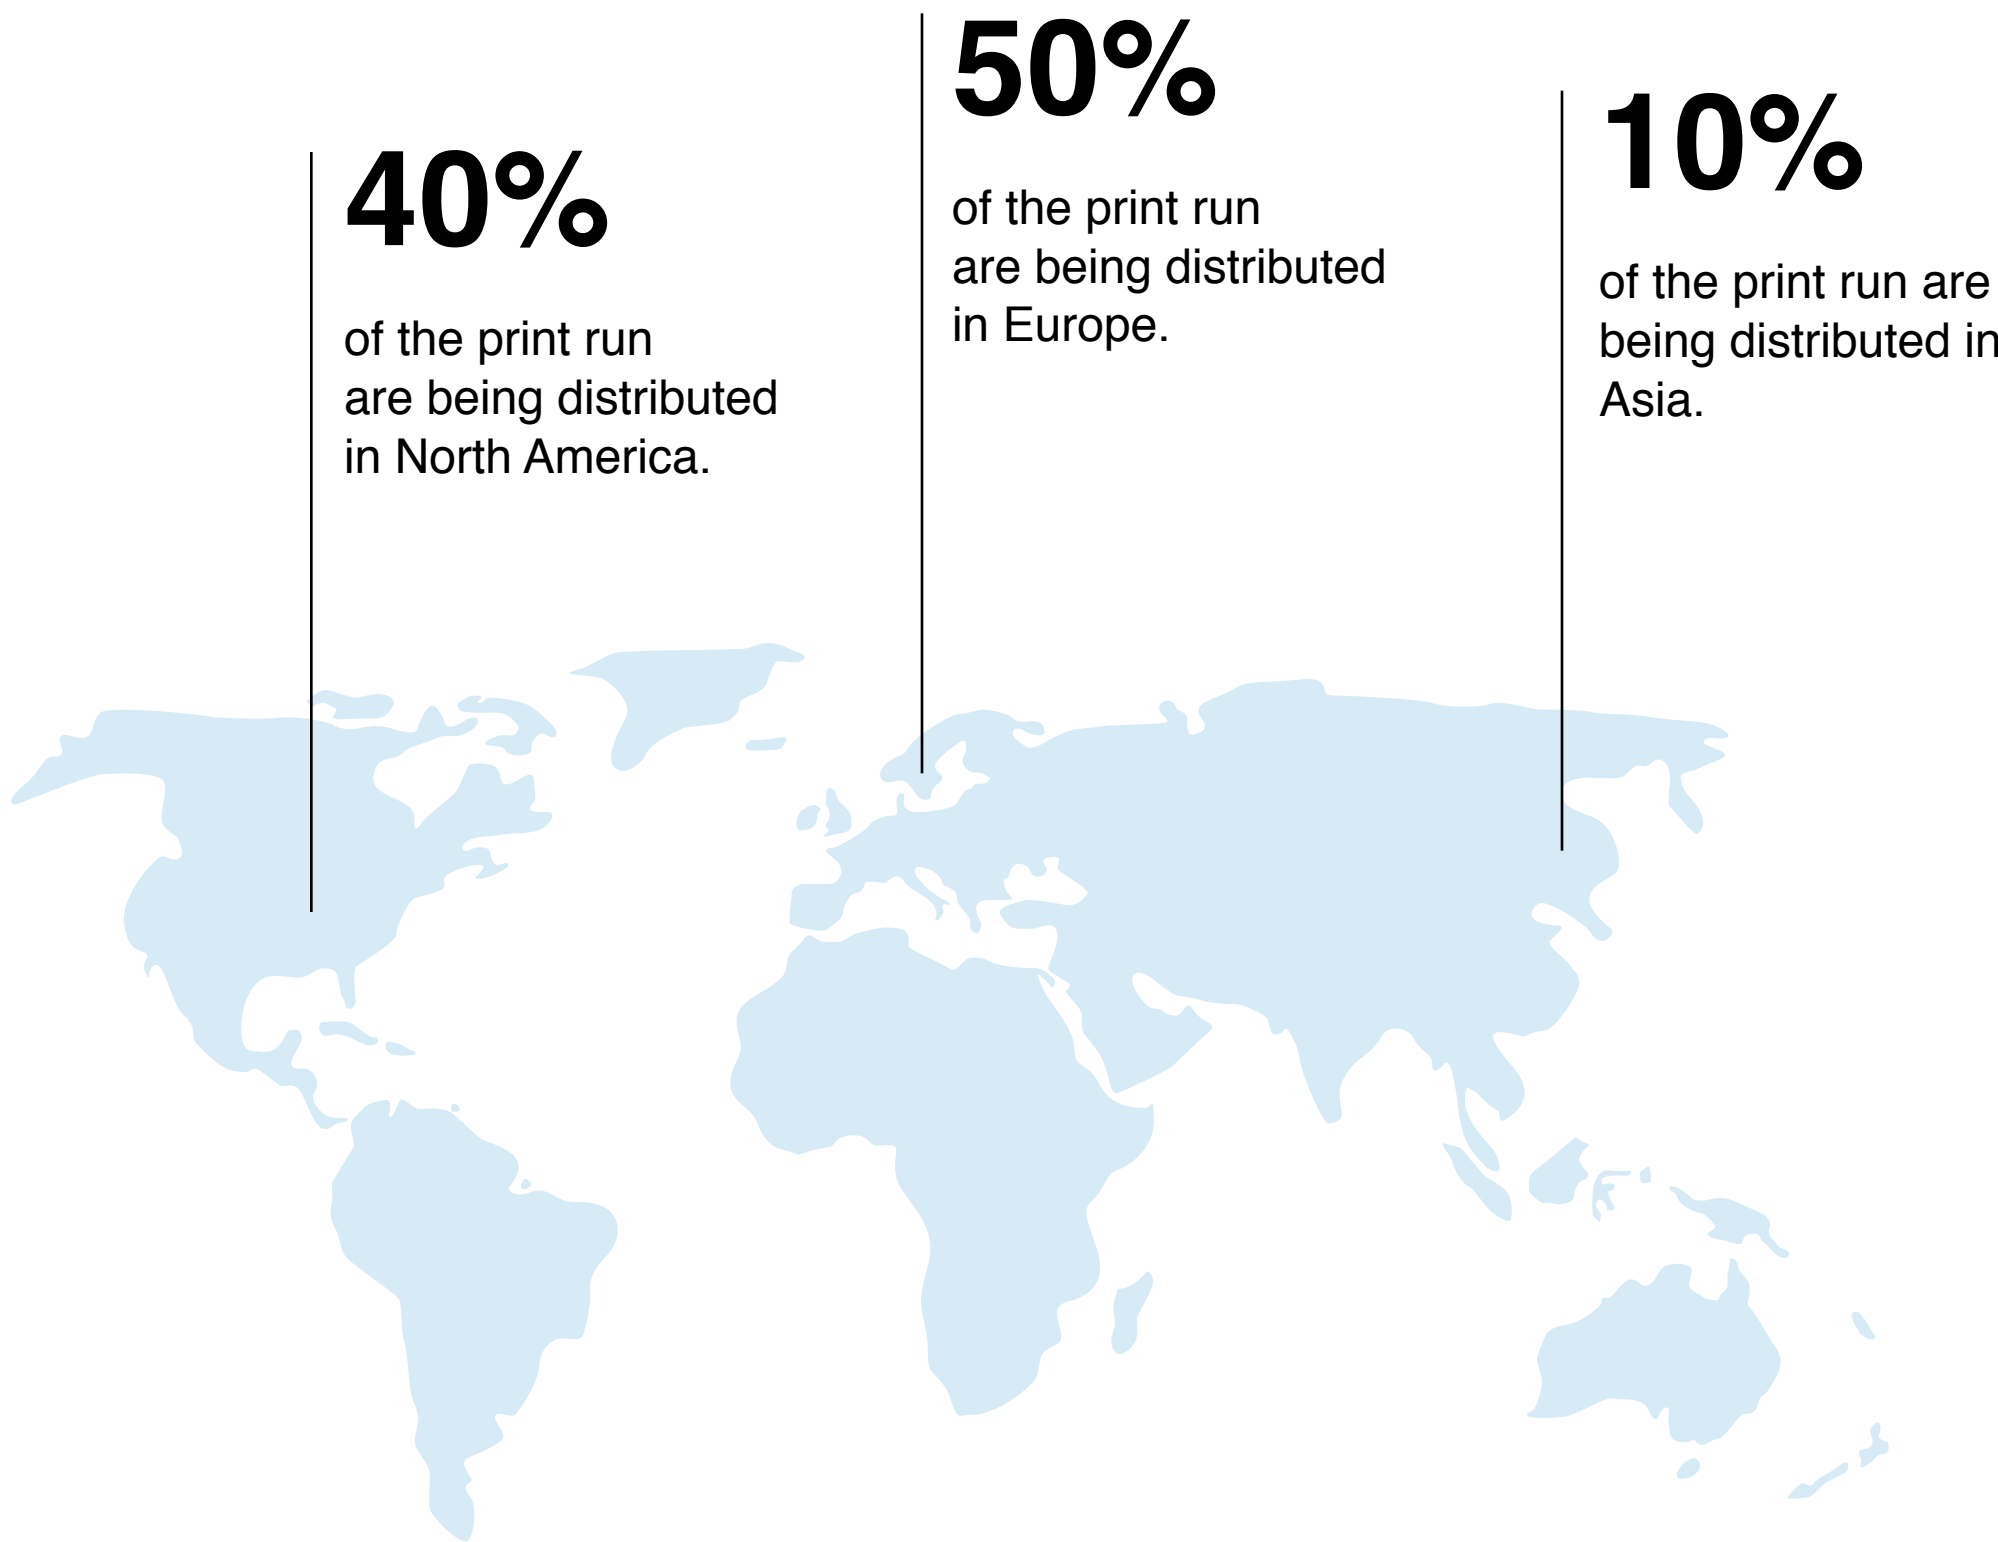 40%
of the print run
are being distributed
in North America.
50%
of the print run
are being distributed
in Europe.
10%
of the print run are
being distributed in
Asia.